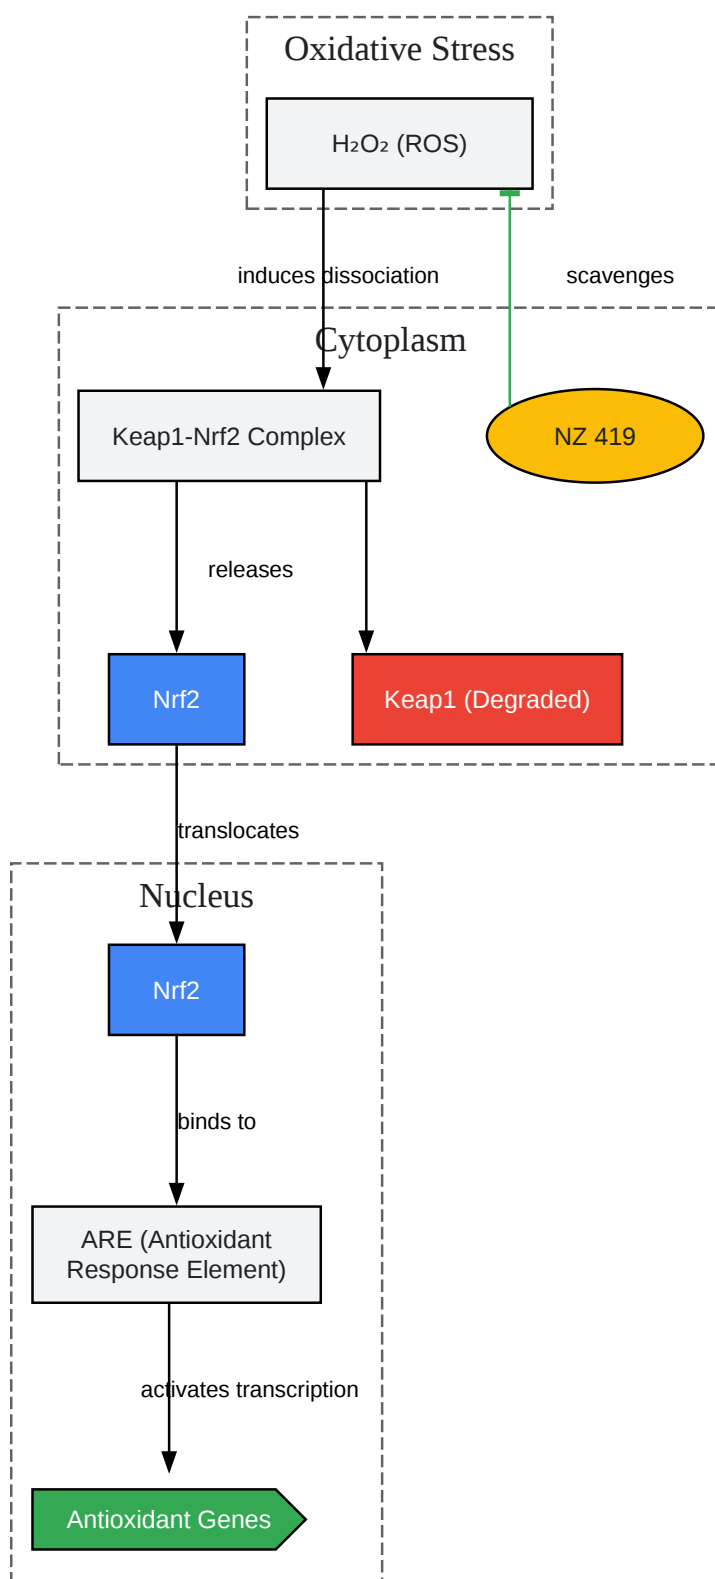 Oxidative Stress
H₂O₂ (ROS)
induces dissociation
scavenges
Cytoplasm
Keap1-Nrf2 Complex
NZ 419
releases
Nrf2
Keap1 (Degraded)
translocates
Nucleus
Nrf2
binds to
ARE (Antioxidant
Response Element)
activates transcription
Antioxidant Genes